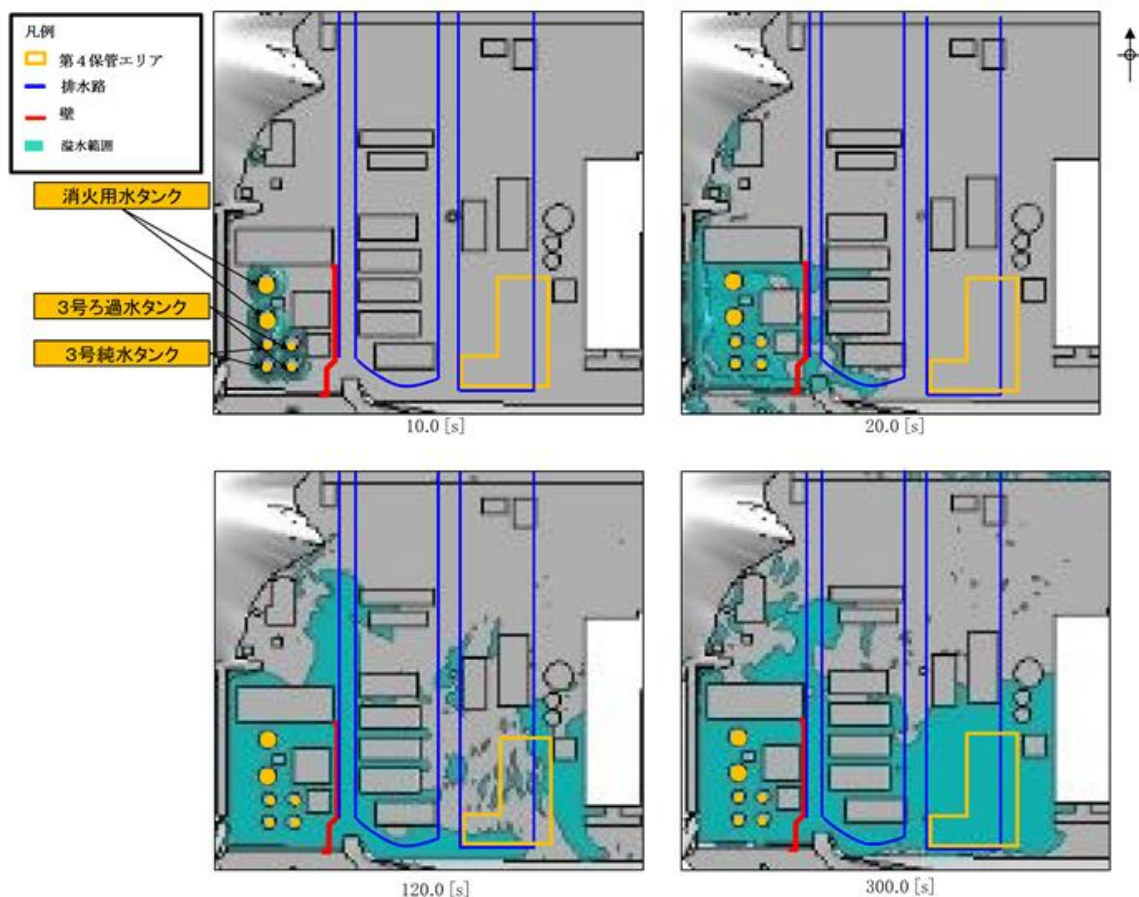 凡例
第4保管エリア
排水路
壁
溢水範囲
消火用水タンク
3号ろ過水タンク
3号純水タンク
10.0 [s]
20.0 [s]
120.0 [s]
300.0 [s]